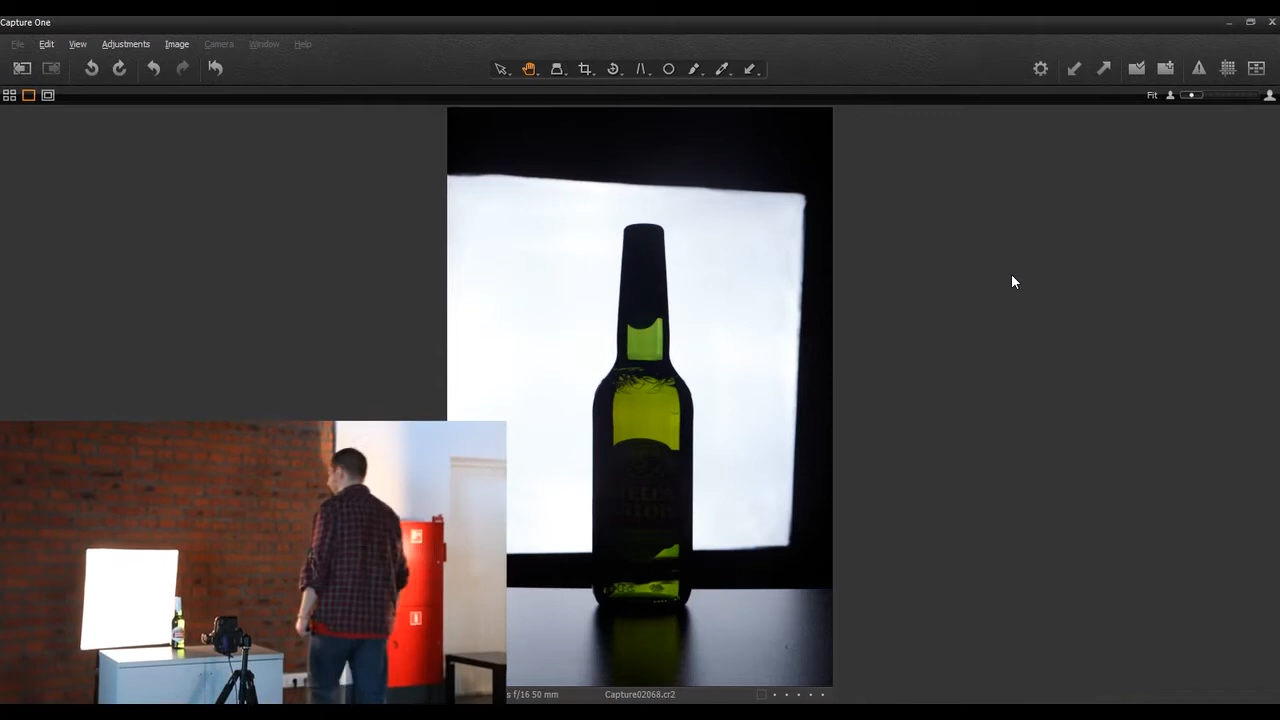 Capture One
File Edit View Adjustments Image Camera Window Help
Fit
s f/16 50 mm Capture02068.cr2